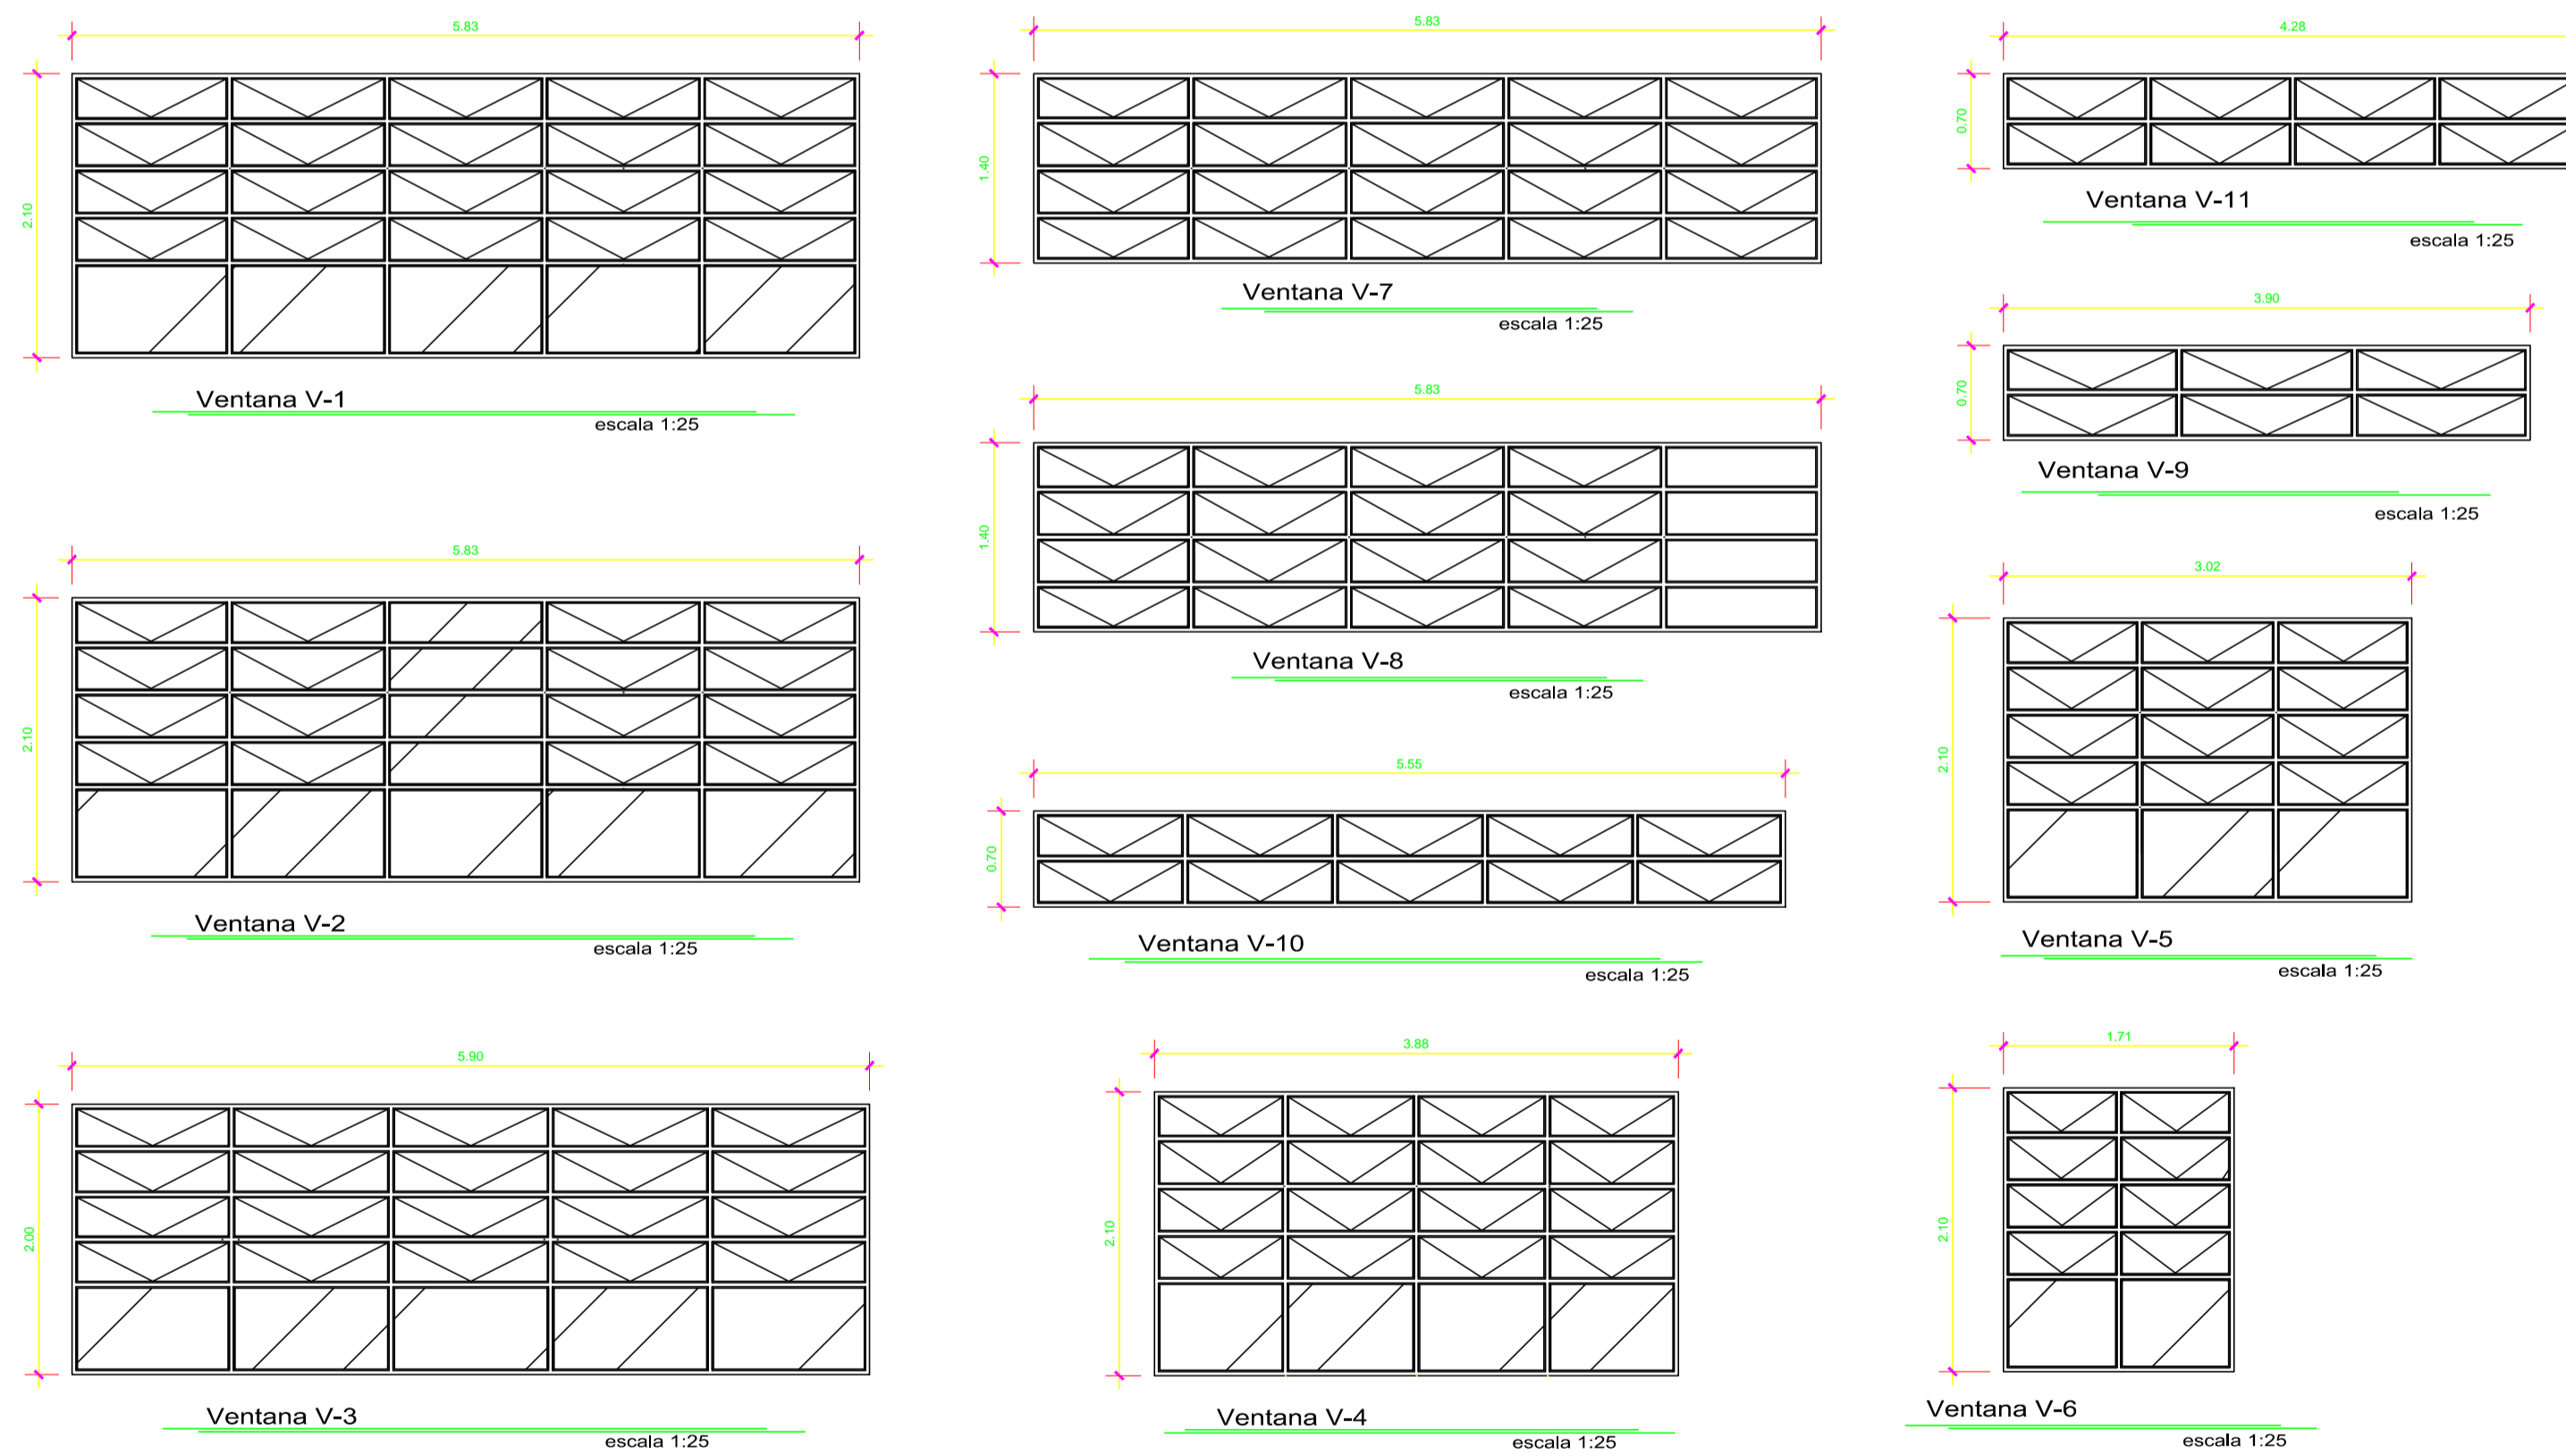 5.83
2.10
Ventana V-1
escala 1:25
5.83
2.10
Ventana V-2
escala 1:25
5.90
2.00
Ventana V-3
escala 1:25
5.83
1.40
Ventana V-7
escala 1:25
5.83
1.40
Ventana V-8
escala 1:25
5.55
0.70
Ventana V-10
escala 1:25
3.88
2.10
Ventana V-4
escala 1:25
4.28
0.70
Ventana V-11
escala 1:25
3.90
0.70
Ventana V-9
escala 1:25
3.02
2.10
Ventana V-5
escala 1:25
1.71
2.10
Ventana V-6
escala 1:25